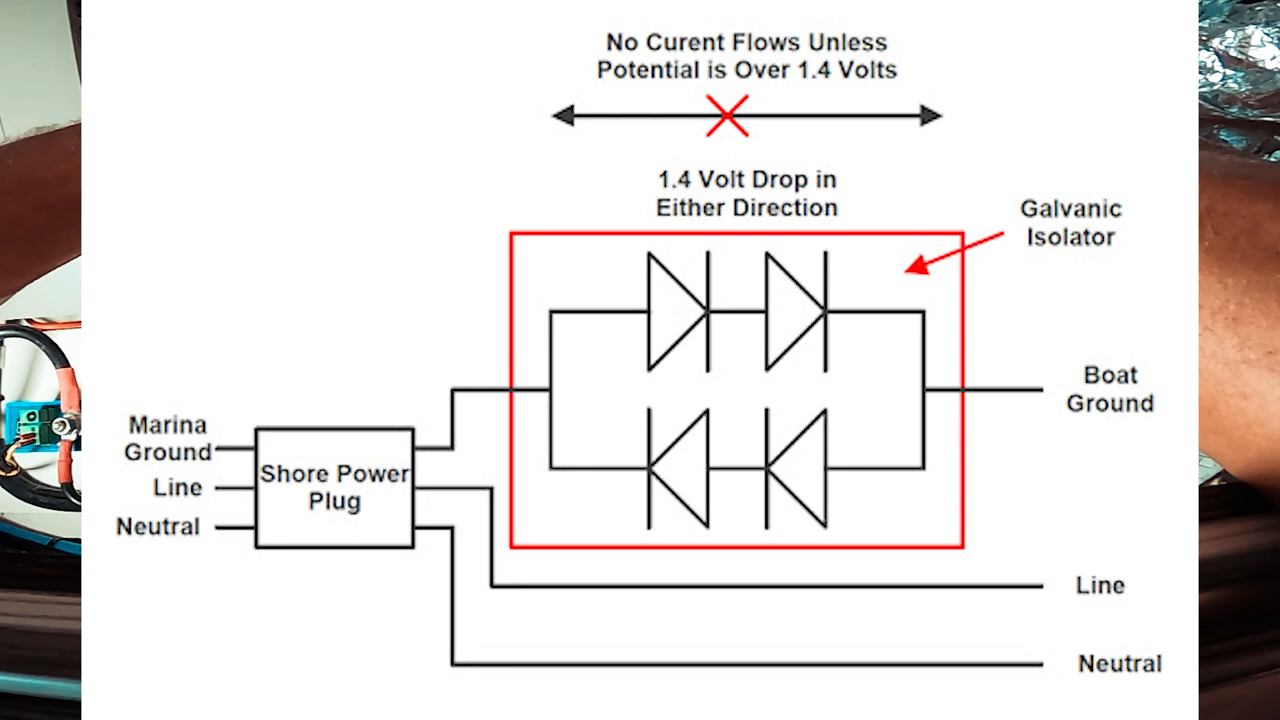 No Curent Flows Unless
Potential is Over 1.4 Volts
1.4 Volt Drop in
Either Direction
Galvanic
Isolator
Boat
Ground
Marina
Ground
Line
Neutral
Shore Power
Plug
Line
Neutral